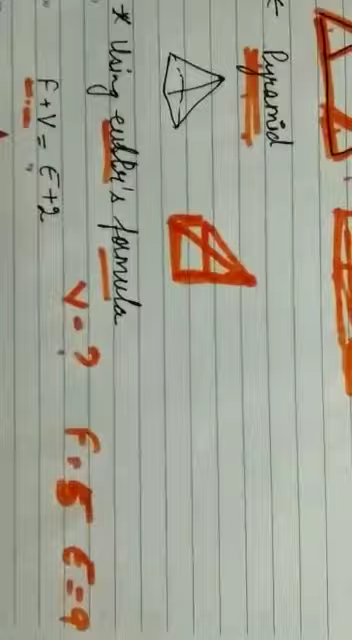 Pyramid
* Using euler's formula
F+V = E+2
V = ? F = 5 E = 9